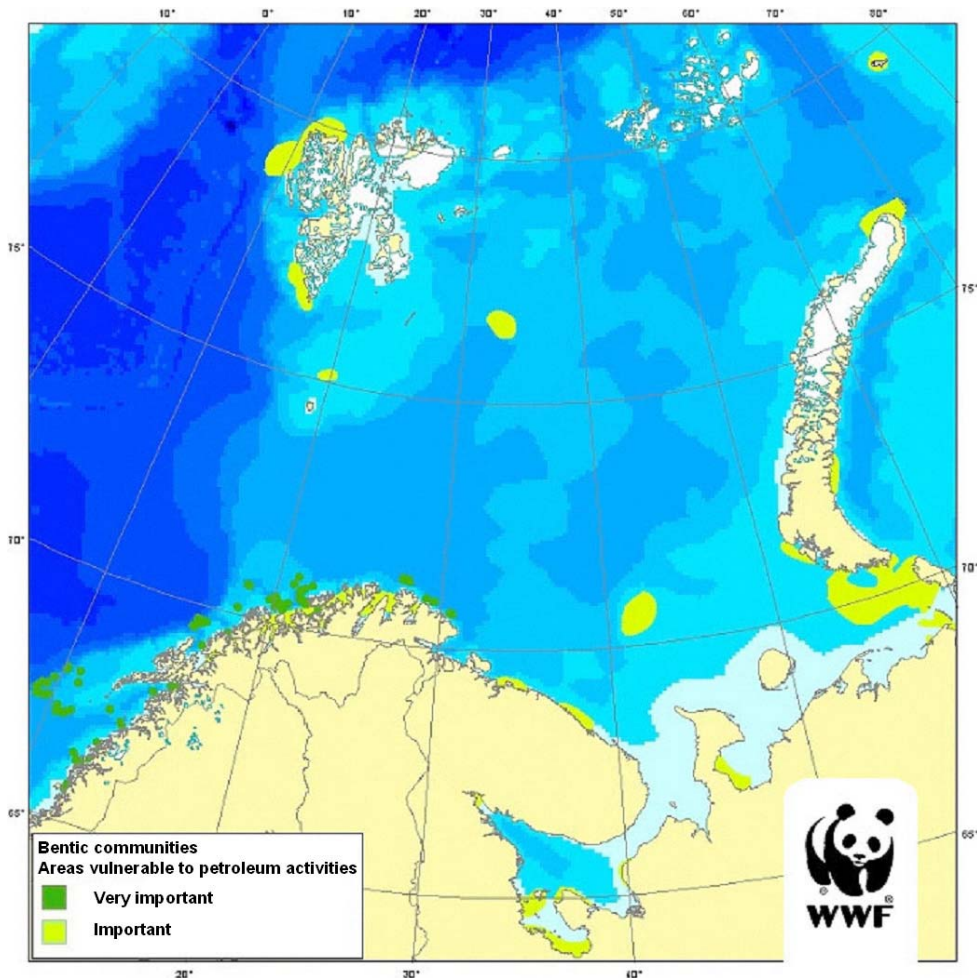 10° 0° 10° 20° 30° 40° 50° 60° 70° 80°
75° 75°
70° 70°
65° 65°
Bentic communities
Areas vulnerable to petroleum activities
Very important
Important
WWF
®
20° 30° 40°